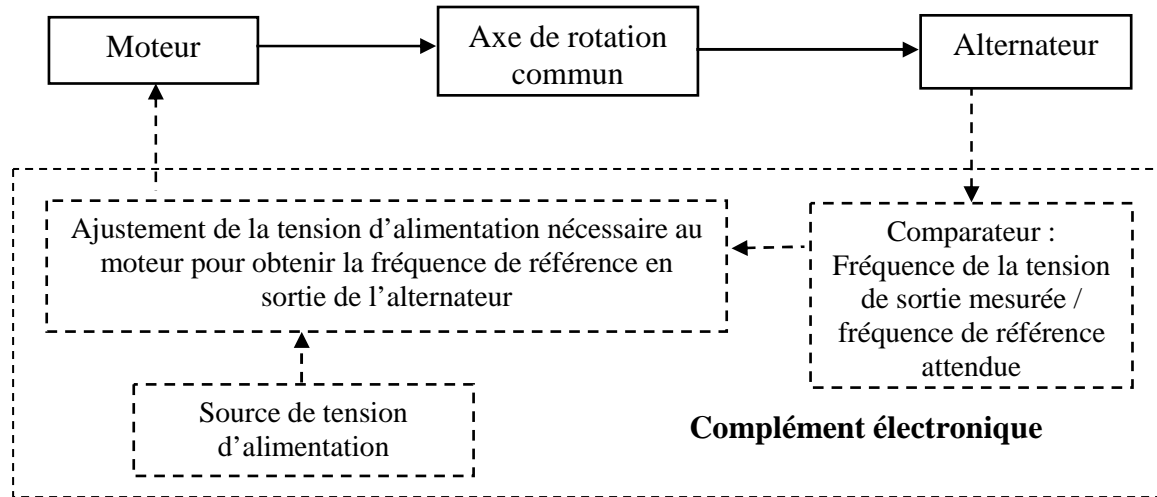 Moteur
Axe de rotation
commun
Alternateur
Ajustement de la tension d’alimentation nécessaire au
moteur pour obtenir la fréquence de référence en
sortie de l’alternateur
Comparateur :
Fréquence de la tension
de sortie mesurée /
fréquence de référence
attendue
Source de tension
d’alimentation
Complément électronique